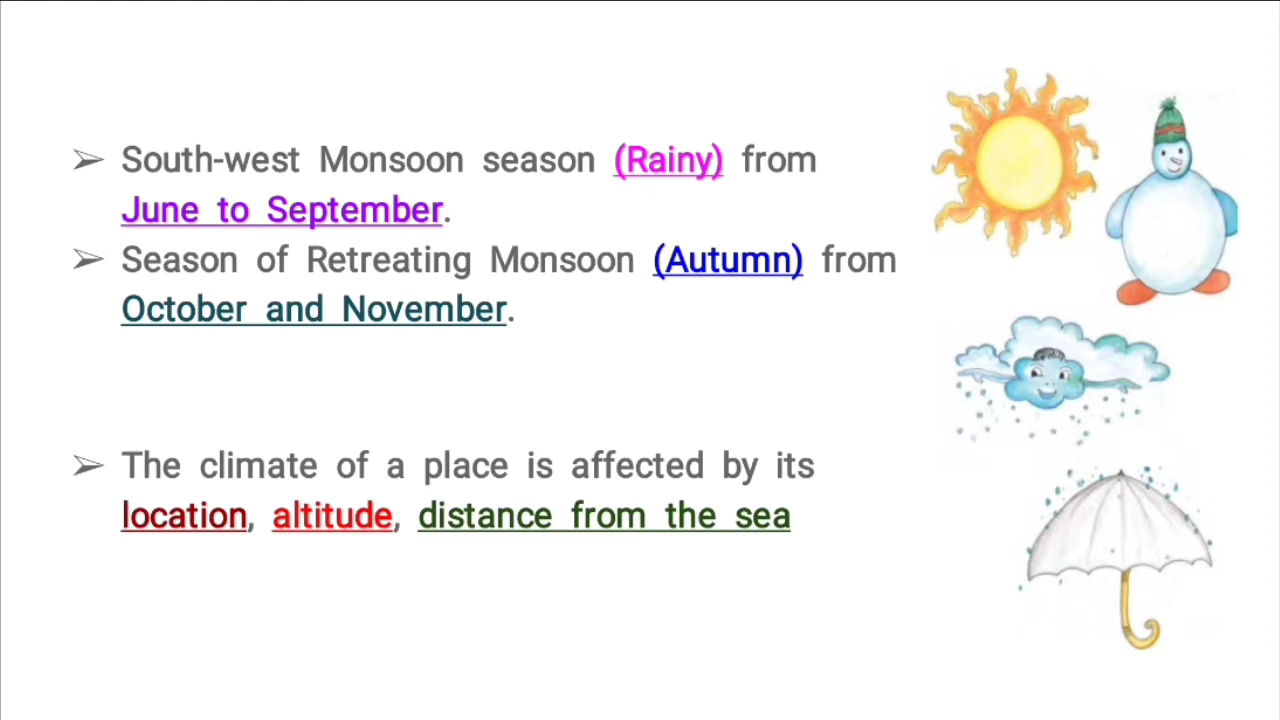 ➢ South-west Monsoon season (Rainy) from
June to September.
➢ Season of Retreating Monsoon (Autumn) from
October and November.
➢ The climate of a place is affected by its
location, altitude, distance from the sea